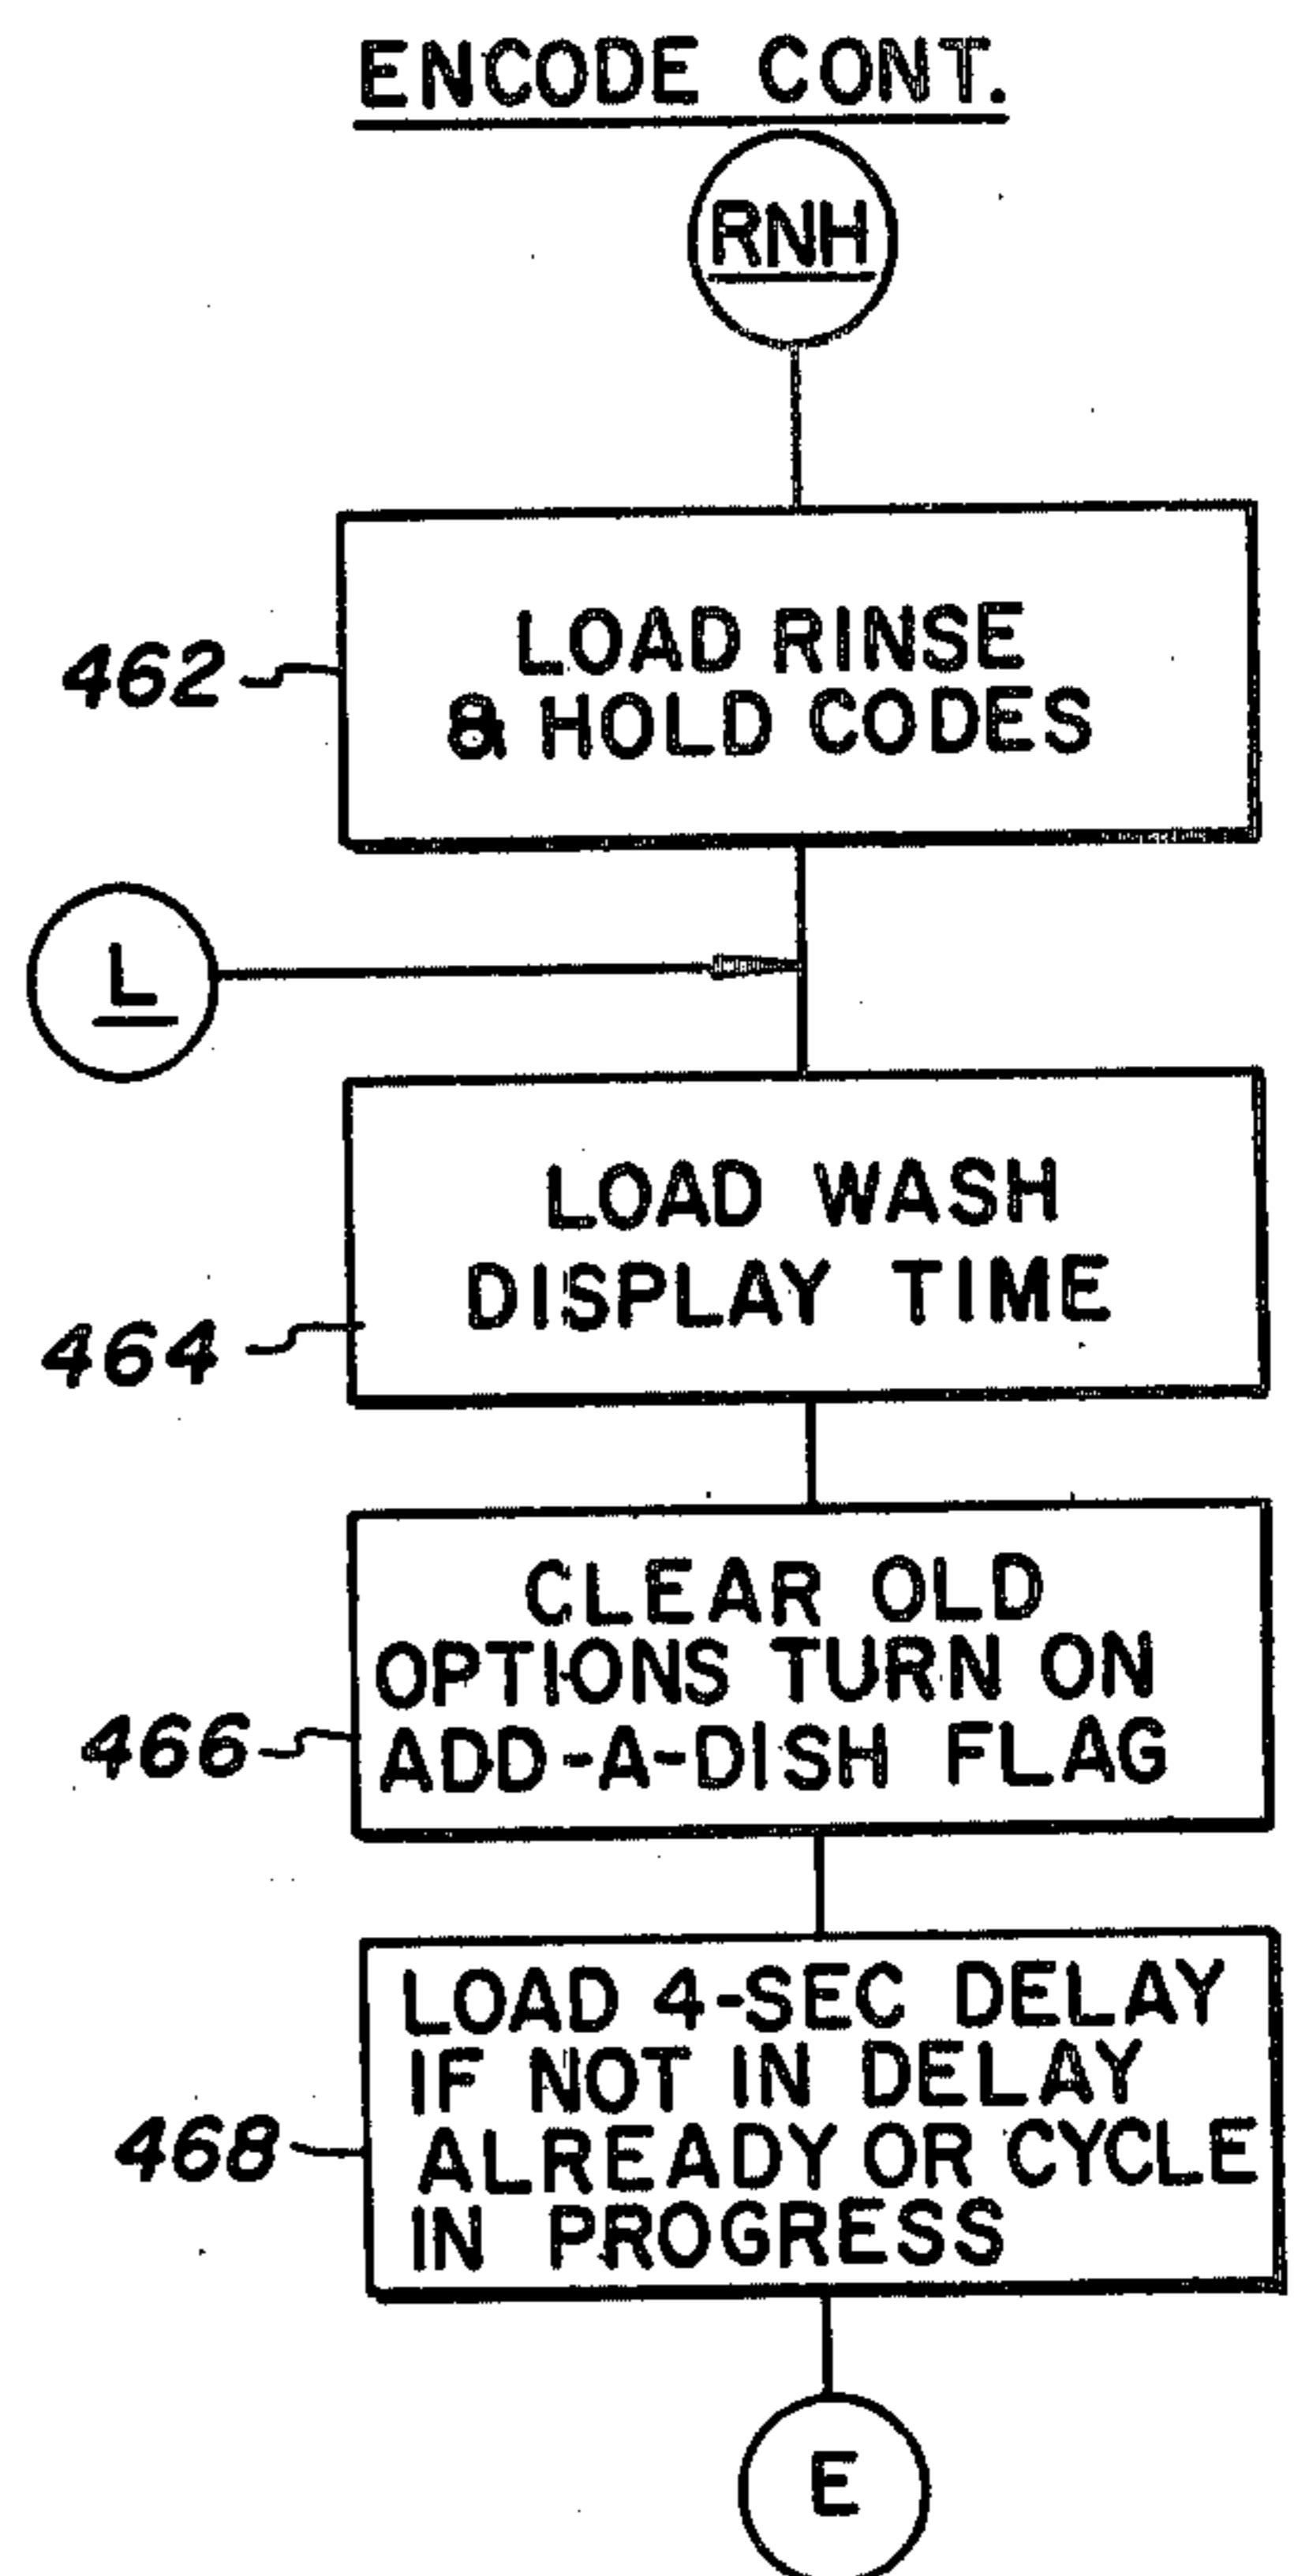 ENCODE CONT.
RNH
LOAD RINSE
& HOLD CODES
462
L
LOAD WASH
DISPLAY TIME
464
CLEAR OLD
OPTIONS TURN ON
ADD-A-DISH FLAG
466
LOAD 4-SEC DELAY
IF NOT IN DELAY
ALREADY OR CYCLE
IN PROGRESS
468
E